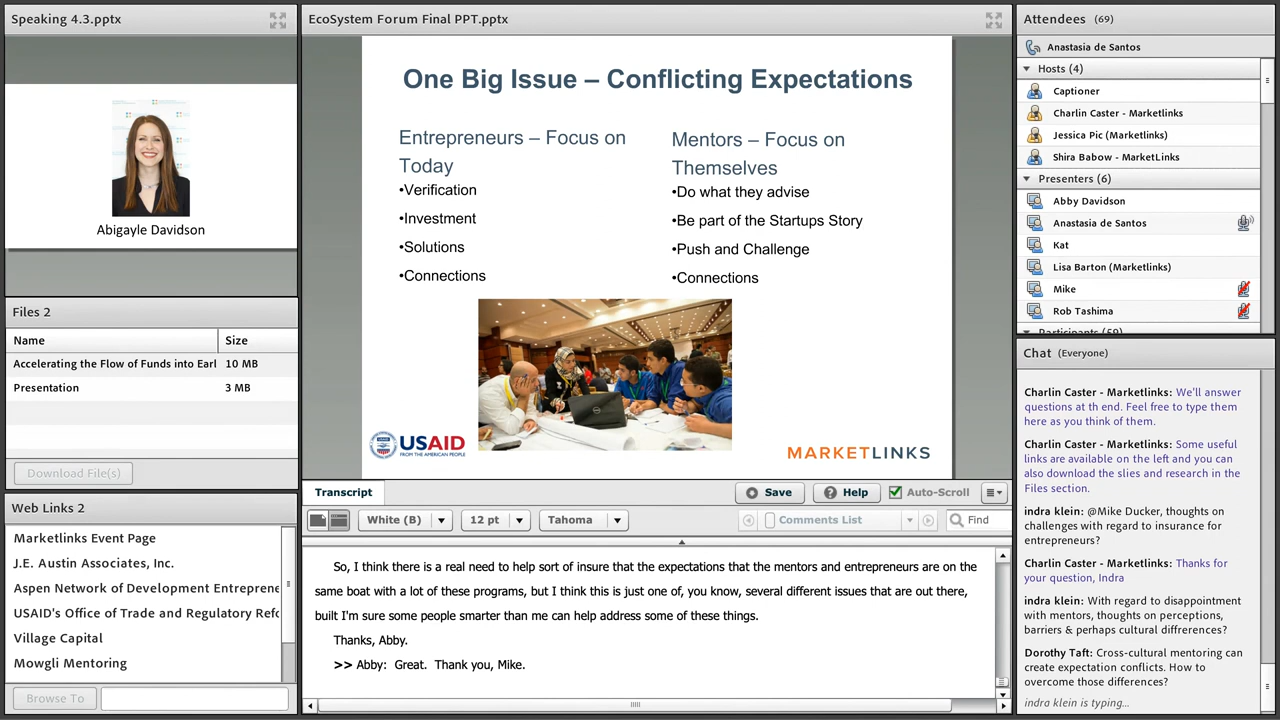 Speaking 4.3.pptx
Abigayle Davidson
Files 2
Name Size
Accelerating the Flow of Funds into Earl 10 MB
Presentation 3 MB
Download File(s)
Web Links 2
Marketlinks Event Page
J.E. Austin Associates, Inc.
Aspen Network of Development Entreprene
USAID's Office of Trade and Regulatory Refo
Village Capital
Mowgli Mentoring
Browse To
EcoSystem Forum Final PPT.pptx
One Big Issue – Conflicting Expectations
Entrepreneurs – Focus on
Today
•Verification
•Investment
•Solutions
•Connections
Mentors – Focus on
Themselves
•Do what they advise
•Be part of the Startups Story
•Push and Challenge
•Connections
USAID
FROM THE AMERICAN PEOPLE
MARKETLINKS
Transcript Save Help Auto-Scroll
White (B) 12 pt Tahoma Comments List Find
So, I think there is a real need to help sort of insure that the expectations that the mentors and entrepreneurs are on the
same boat with a lot of these programs, but I think this is just one of, you know, several different issues that are out there,
built I'm sure some people smarter than me can help address some of these things.
Thanks, Abby.
>> Abby: Great. Thank you, Mike.
Attendees (69)
Anastasia de Santos
Hosts (4)
Captioner
Charlin Caster - Marketlinks
Jessica Pic (Marketlinks)
Shira Babow - MarketLinks
Presenters (6)
Abby Davidson
Anastasia de Santos
Kat
Lisa Barton (Marketlinks)
Mike
Rob Tashima
Participants (59)
Chat (Everyone)
Charlin Caster - Marketlinks: We'll answer
questions at th end. Feel free to type them
here as you think of them.
Charlin Caster - Marketlinks: Some useful
links are available on the left and you can
also download the slies and research in the
Files section.
indra klein: @Mike Ducker, thoughts on
challenges with regard to insurance for
entrepreneurs?
Charlin Caster - Marketlinks: Thanks for
your question, Indra
indra klein: With regard to disappointment
with mentors, thoughts on perceptions,
barriers & perhaps cultural diffferences?
Dorothy Taft: Cross-cultural mentoring can
create expectation conflicts. How to
overcome those differences?
indra klein is typing...